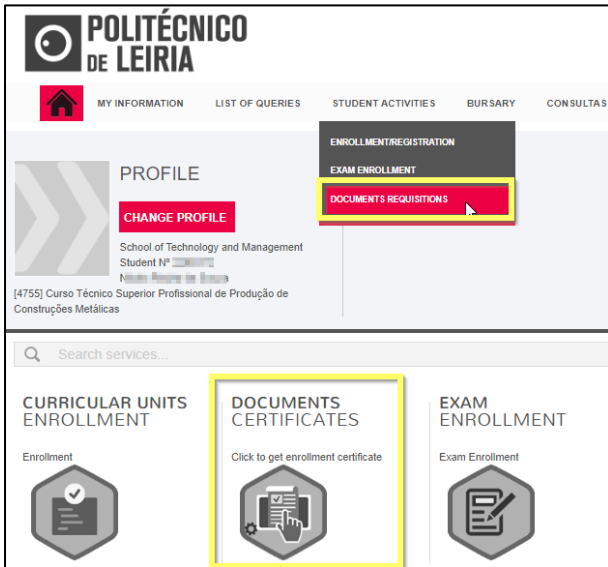 POLITÉCNICO
DE LEIRIA
MY INFORMATION LIST OF QUERIES STUDENT ACTIVITIES BURSARY CONSULTAS
ENROLLMENT/REGISTRATION
EXAM ENROLLMENT
DOCUMENTS REQUISITIONS
PROFILE
CHANGE PROFILE
School of Technology and Management
Student Nº
[4755] Curso Técnico Superior Profissional de Produção de
Construções Metálicas
Search services...
CURRICULAR UNITS
ENROLLMENT
Enrollment
DOCUMENTS
CERTIFICATES
Click to get enrollment certificate
EXAM
ENROLLMENT
Exam Enrollment